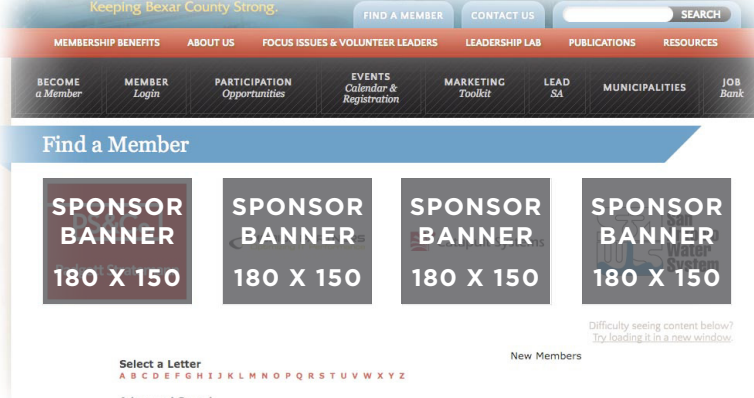 Keeping Bexar County Strong.
FIND A MEMBER CONTACT US SEARCH
MEMBERSHIP BENEFITS ABOUT US FOCUS ISSUES & VOLUNTEER LEADERS LEADERSHIP LAB PUBLICATIONS RESOURCES
BECOME a Member
MEMBER Login
PARTICIPATION Opportunities
EVENTS Calendar & Registration
MARKETING Toolkit
LEAD SA
MUNICIPALITIES
JOB Bank
Find a Member
SPONSOR BANNER 180 X 150
SPONSOR BANNER 180 X 150
SPONSOR BANNER 180 X 150
SPONSOR BANNER 180 X 150
San
Water
System
Difficulty seeing content below?
Try loading it in a new window.
New Members
Select a Letter
A B C D E F G H I J K L M N O P Q R S T U V W X Y Z